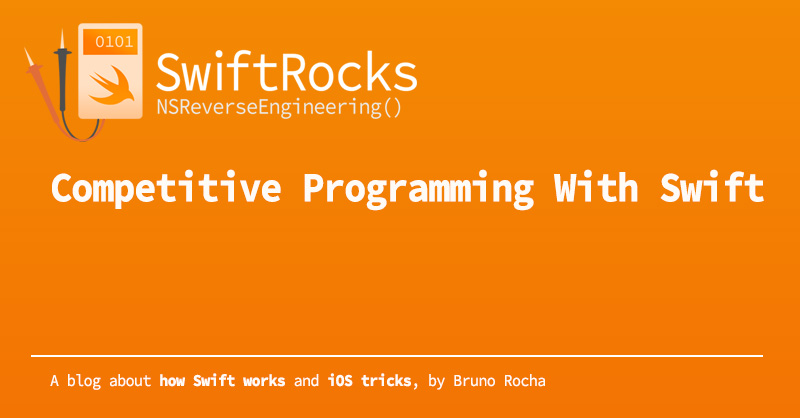 0101
SwiftRocks
NSReverseEngineering()
Competitive Programming With Swift
A blog about how Swift works and iOS tricks, by Bruno Rocha